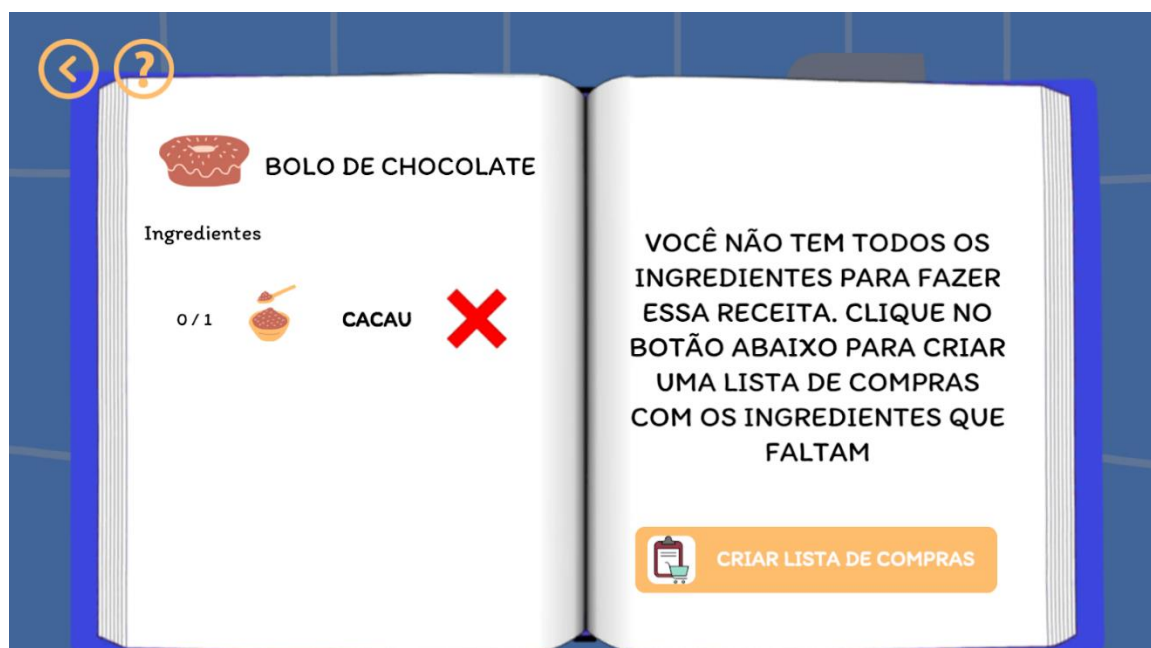 ?
BOLO DE CHOCOLATE
Ingredientes
0 / 1 CACAU
VOCÊ NÃO TEM TODOS OS
INGREDIENTES PARA FAZER
ESSA RECEITA. CLIQUE NO
BOTÃO ABAIXO PARA CRIAR
UMA LISTA DE COMPRAS
COM OS INGREDIENTES QUE
FALTAM
CRIAR LISTA DE COMPRAS